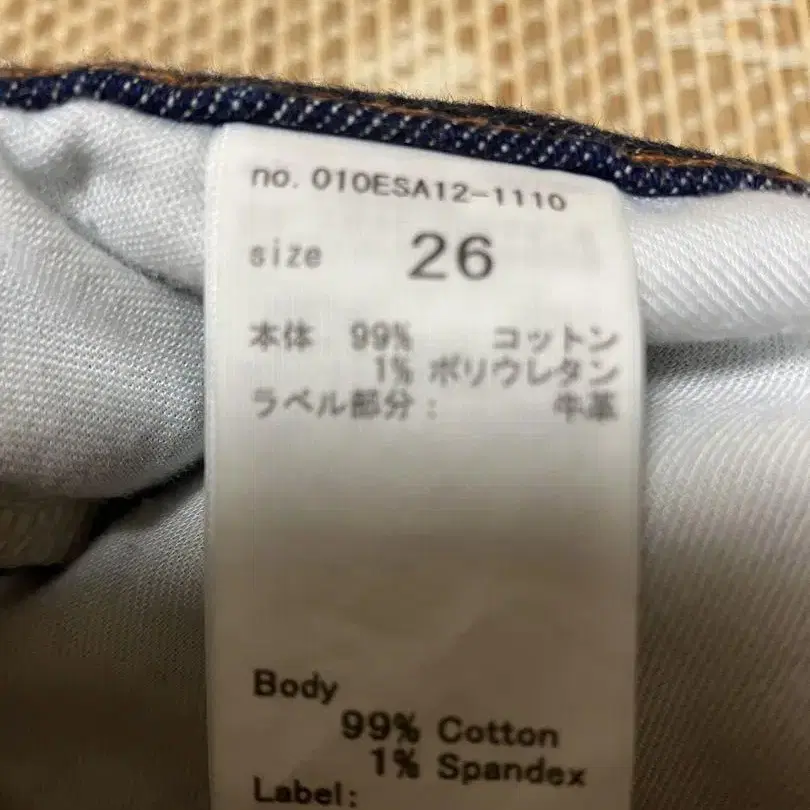 no. 010ESA12-1110
size 26
本体 99% コットン
1% ポリウレタン
ラベル部分: 牛革
Body
99% Cotton
1% Spandex
Label: